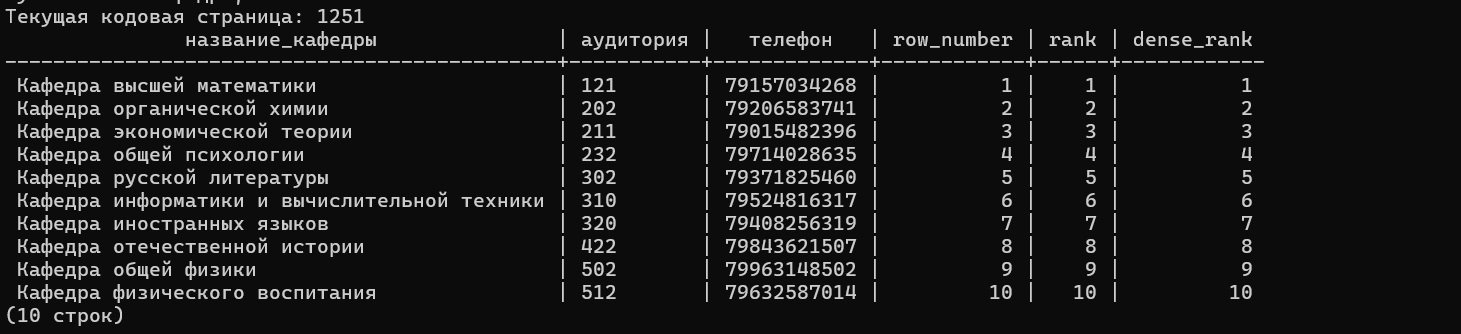 Текущая кодовая страница: 1251
название_кафедры | аудитория | телефон | row_number | rank | dense_rank
----------------------------------------------+-----------+-------------+------------+------+------------
Кафедра высшей математики | 121 | 79157034268 | 1 | 1 | 1
Кафедра органической химии | 202 | 79206583741 | 2 | 2 | 2
Кафедра экономической теории | 211 | 79015482396 | 3 | 3 | 3
Кафедра общей психологии | 232 | 79714028635 | 4 | 4 | 4
Кафедра русской литературы | 302 | 79371825460 | 5 | 5 | 5
Кафедра информатики и вычислительной техники | 310 | 79524816317 | 6 | 6 | 6
Кафедра иностранных языков | 320 | 79408256319 | 7 | 7 | 7
Кафедра отечественной истории | 422 | 79843621507 | 8 | 8 | 8
Кафедра общей физики | 502 | 79963148502 | 9 | 9 | 9
Кафедра физического воспитания | 512 | 79632587014 | 10 | 10 | 10
(10 строк)